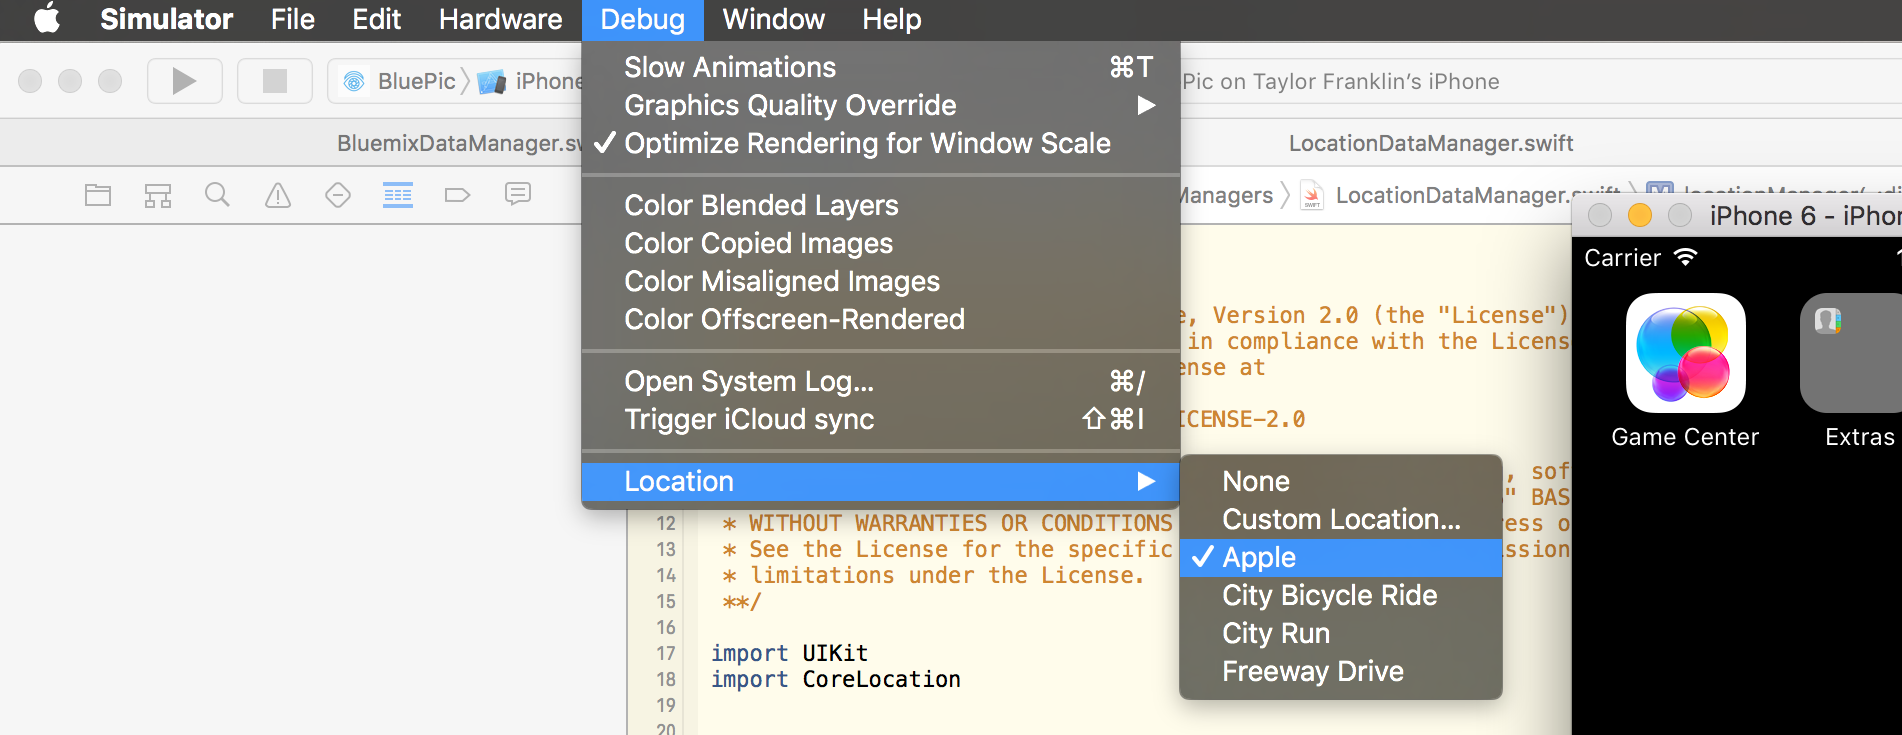 Simulator File Edit Hardware Debug Window Help
BluePic iPhone
Pic on Taylor Franklin's iPhone
BluemixDataManager.sw
LocationDataManager.swift
Managers LocationDataManager.swift
Slow Animations ⌘T
Graphics Quality Override ▶
✓ Optimize Rendering for Window Scale
Color Blended Layers
Color Copied Images
Color Misaligned Images
Color Offscreen-Rendered
Open System Log... ⌘/
Trigger iCloud sync ⇧⌘I
Location ▶
None
Custom Location...
✓ Apple
City Bicycle Ride
City Run
Freeway Drive
e, Version 2.0 (the "License")
in compliance with the Licens
ense at
ICENSE-2.0
, sof
" BAS
12 * WITHOUT WARRANTIES OR CONDITIONS ress o
13 * See the License for the specific ission
14 * limitations under the License.
15 **/
16
17 import UIKit
18 import CoreLocation
19
20
iPhone 6 - iPhon
Carrier
Game Center
Extras